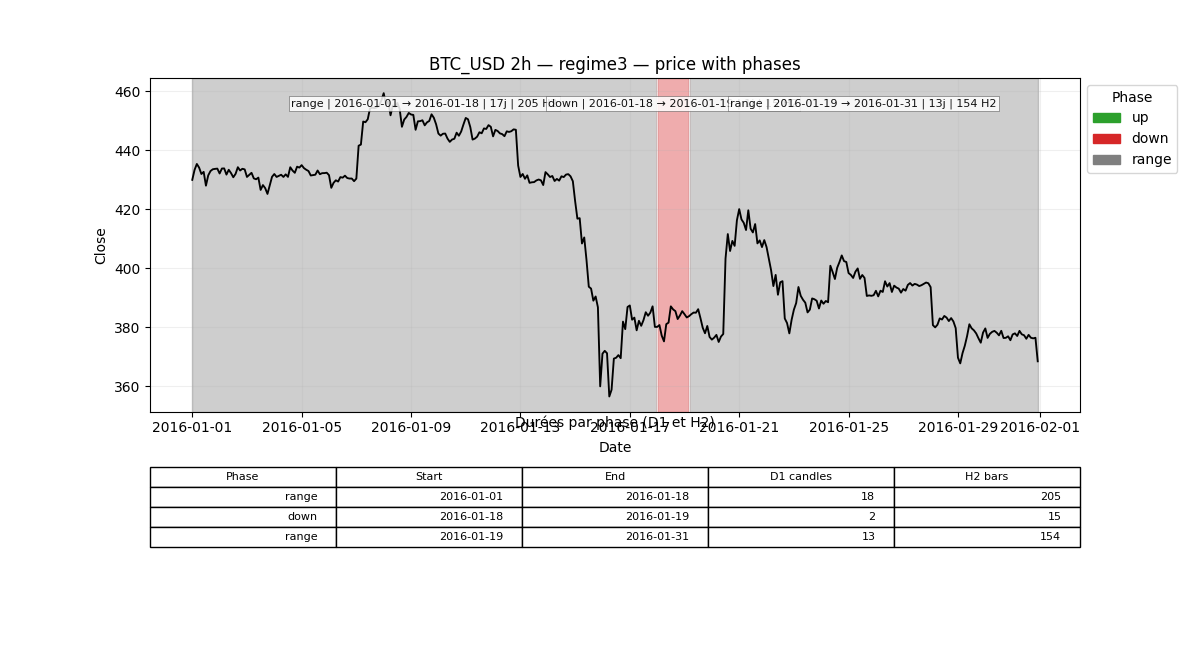 BTC_USD 2h — regime3 — price with phases
460
440
420
400
380
360
Close
range | 2016-01-01 → 2016-01-18 | 17j | 205
down | 2016-01-18 → 2016-01-
range | 2016-01-19 → 2016-01-31 | 13j | 154 H2
Phase
up
down
range
2016-01-01 2016-01-05 2016-01-09 2016-01-13 2016-01-17 2016-01-21 2016-01-25 2016-01-29 2016-02-01
Durées par phase (D1 et H2)
Date
Phase Start End D1 candles H2 bars
range 2016-01-01 2016-01-18 18 205
down 2016-01-18 2016-01-19 2 15
range 2016-01-19 2016-01-31 13 154